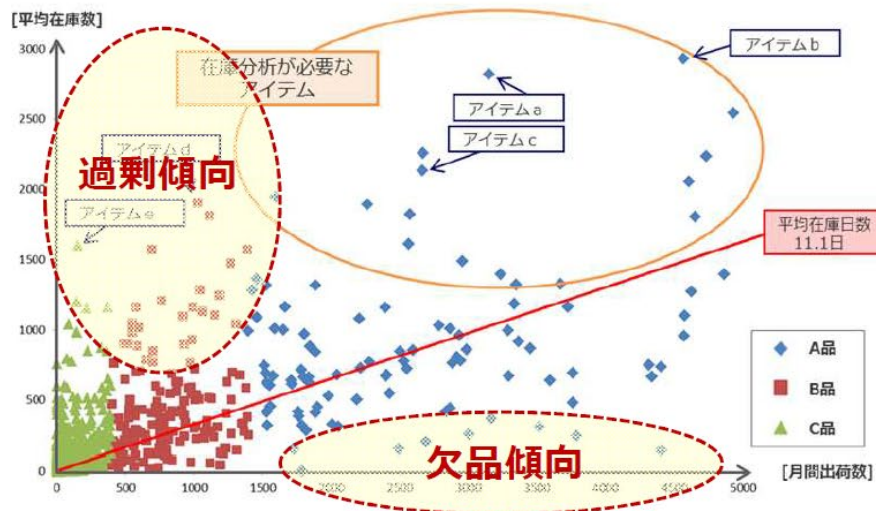 [平均在庫数]
3000
2500
2000
1500
1000
500
0
在庫分析が必要な
アイテム
アイテムb
アイテムa
アイテムc
アイテムd
過剰傾向
アイテムe
平均在庫日数
11.1日
A品
B品
C品
欠品傾向
0
500
1000
1500
2000
2500
3000
3500
4000
4500
5000
[月間出荷数]